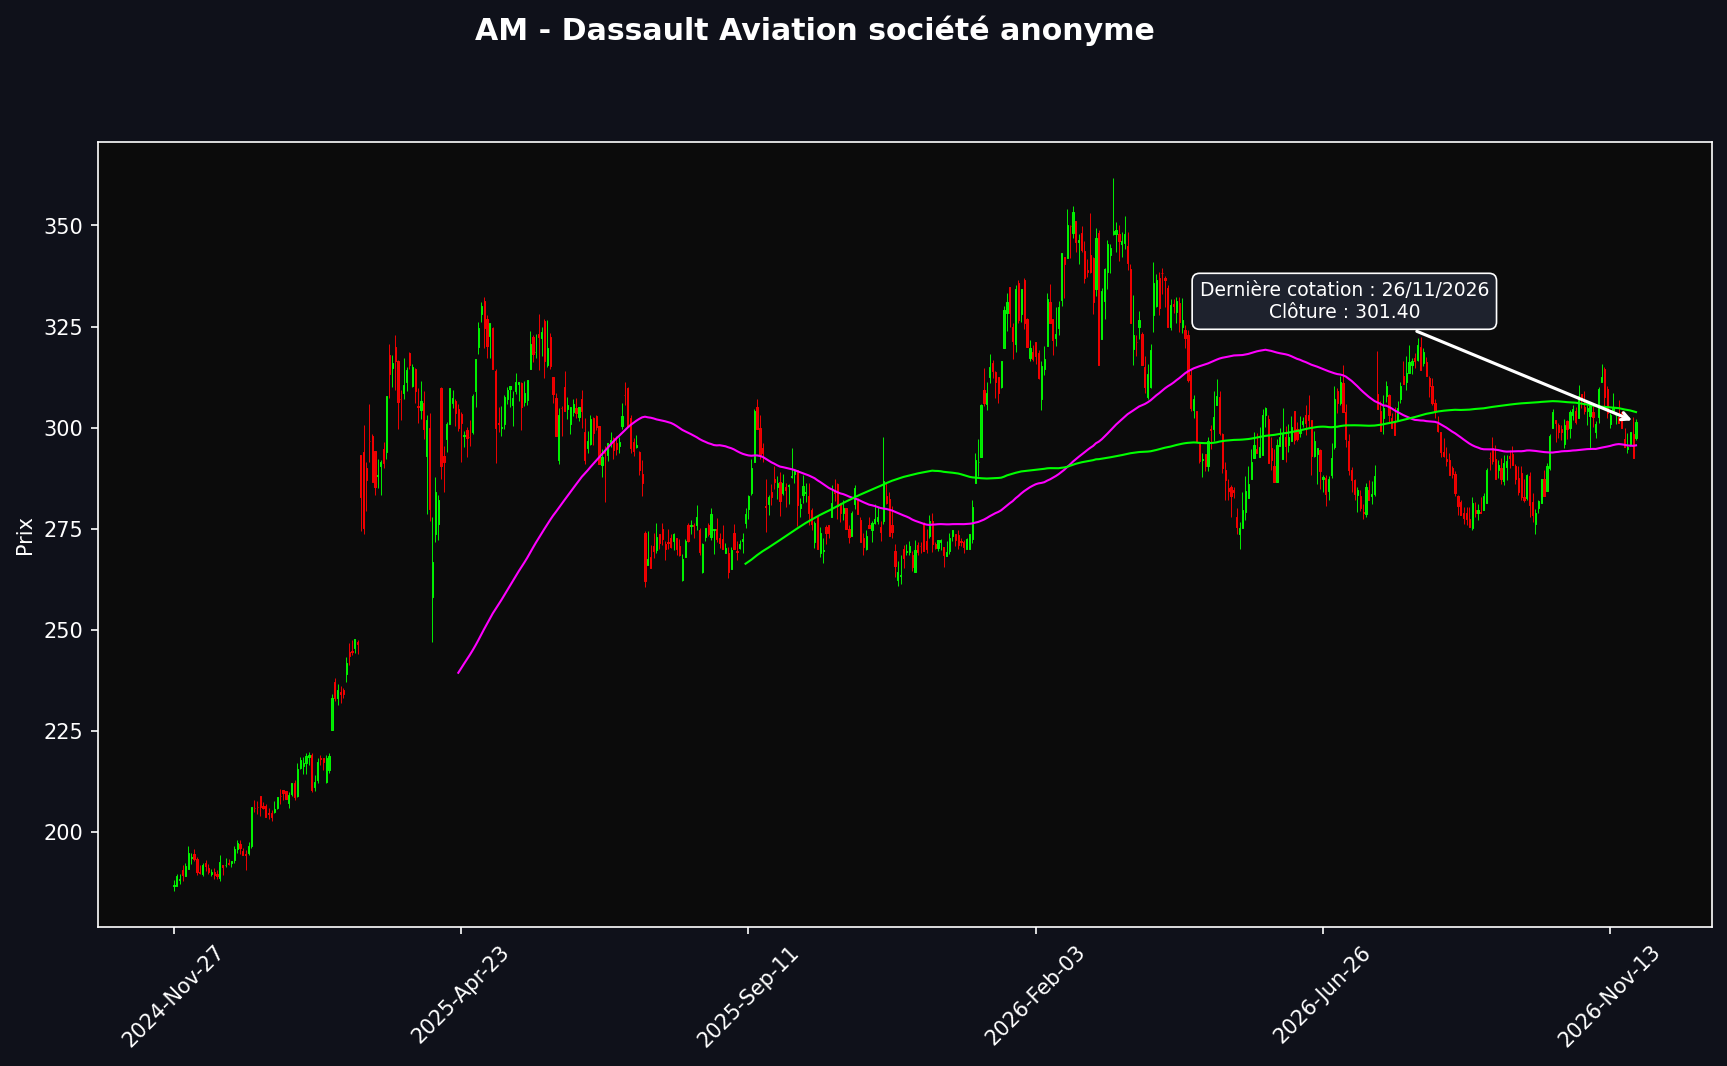 AM - Dassault Aviation société anonyme
350
325
300
275
250
225
200
Prix
Dernière cotation : 26/11/2026
Clôture : 301.40
2024-Nov-27
2025-Apr-23
2025-Sep-11
2026-Feb-03
2026-Jun-26
2026-Nov-13